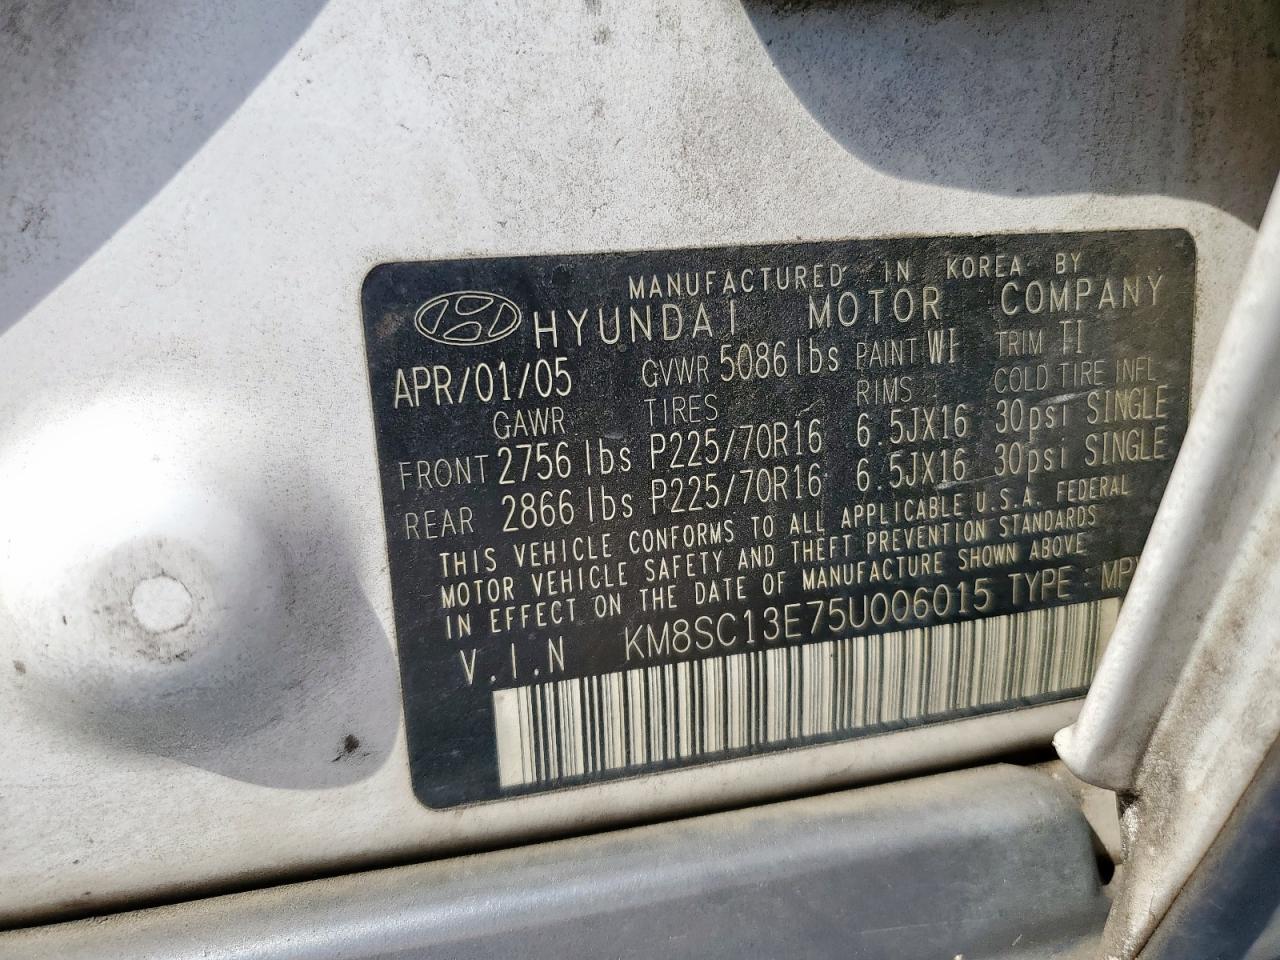 MANUFACTURED IN KOREA BY
HYUNDAI MOTOR COMPANY
APR/01/05 GVWR 5086 lbs PAINT WI TRIM TI
GAWR TIRES RIMS COLD TIRE INFL
FRONT 2756 lbs P225/70R16 6.5JX16 30psi SINGLE
REAR 2866 lbs P225/70R16 6.5JX16 30psi SINGLE
THIS VEHICLE CONFORMS TO ALL APPLICABLE U.S.A. FEDERAL
MOTOR VEHICLE SAFETY AND THEFT PREVENTION STANDARDS
IN EFFECT ON THE DATE OF MANUFACTURE SHOWN ABOVE
V.I.N KM8SC13E75U006015 TYPE : MPV